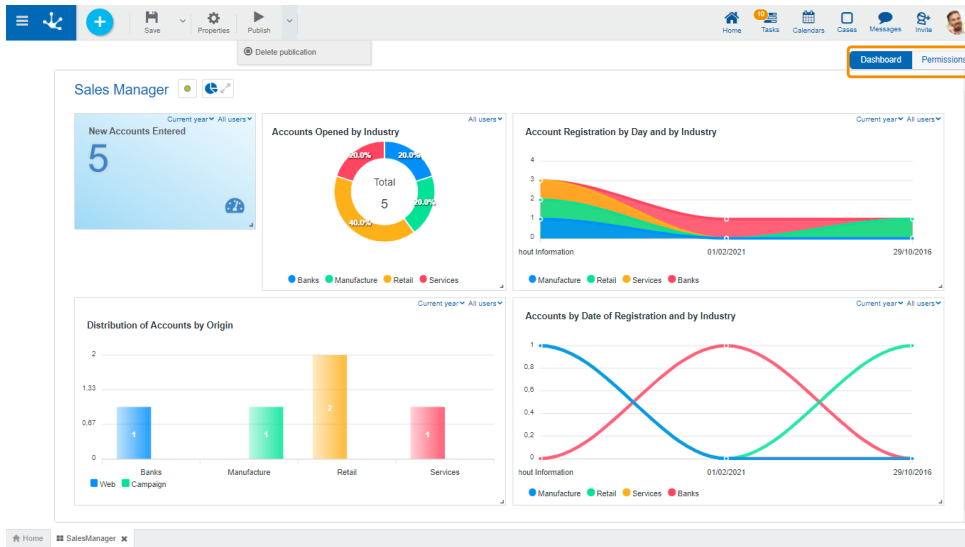 Save
Properties
Publish
Home
10
Tasks
Calendars
Cases
Messages
Invite
Delete publication
Dashboard
Permissions
Sales Manager
Current year All users
New Accounts Entered
5
All users
Accounts Opened by Industry
20.0%
20.0%
20.0%
40.0%
Total
5
Banks Manufacture Retail Services
Current year All users
Account Registration by Day and by Industry
4
3
2
1
0
hout Information 01/02/2021 29/10/2016
Manufacture Retail Services Banks
Current year All users
Distribution of Accounts by Origin
2
1.33
0,67
0
1
1
2
1
Banks Manufacture Retail Services
Web Campaign
Current year All users
Accounts by Date of Registration and by Industry
1
0,8
0,6
0,4
0,2
0
hout Information 01/02/2021 29/10/2016
Manufacture Retail Services Banks
Home
SalesManager